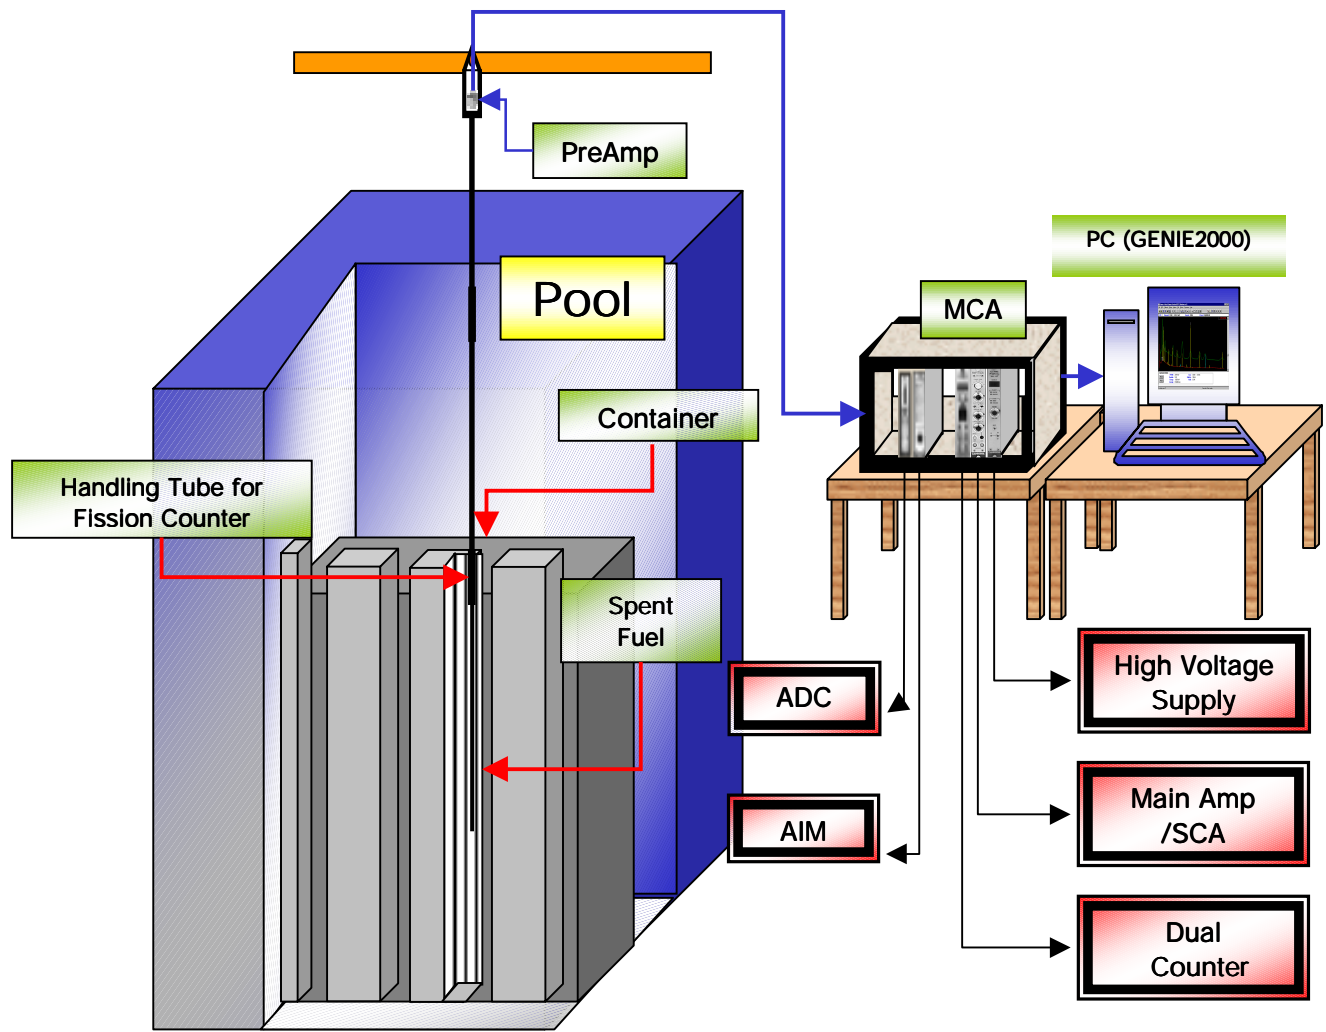 PreAmp
PC (GENIE2000)
Pool
MCA
Container
Handling Tube for
Fission Counter
Spent
Fuel
ADC
High Voltage
Supply
AIM
Main Amp
/SCA
Dual
Counter